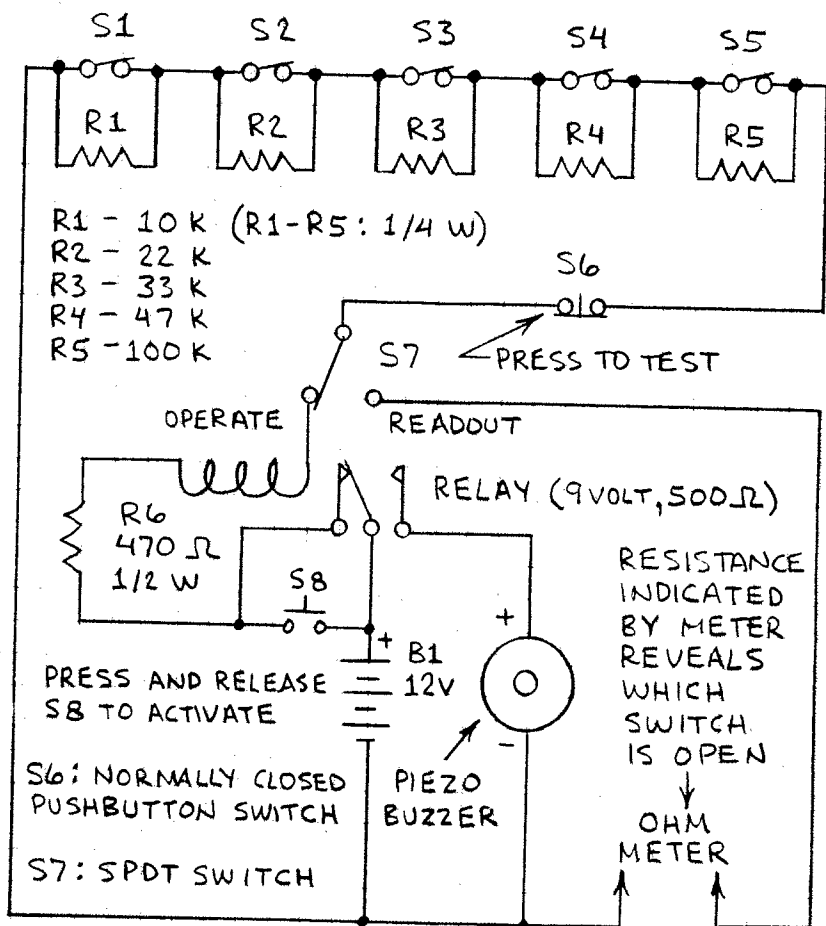 S1 S2 S3 S4 S5
R1 R2 R3 R4 R5
R1 - 10 K (R1-R5: 1/4 W)
R2 - 22 K
R3 - 33 K
R4 - 47 K
R5 - 100 K
S6
S7
PRESS TO TEST
OPERATE
READOUT
RELAY (9 VOLT, 500 Ω)
R6
470 Ω
1/2 W
S8
+
B1
12V
PRESS AND RELEASE
S8 TO ACTIVATE
+
-
PIEZO
BUZZER
RESISTANCE
INDICATED
BY METER
REVEALS
WHICH
SWITCH
IS OPEN
OHM
METER
S6: NORMALLY CLOSED
PUSHBUTTON SWITCH
S7: SPDT SWITCH